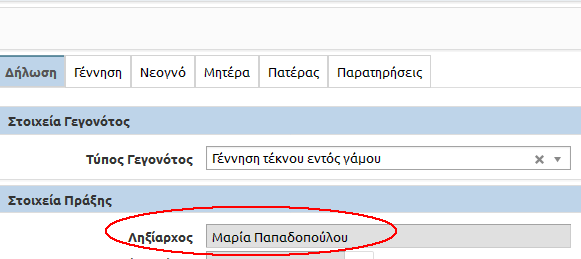 Δήλωση Γέννηση Νεογνό Μητέρα Πατέρας Παρατηρήσεις
Στοιχεία Γεγονότος
Τύπος Γεγονότος Γέννηση τέκνου εντός γάμου
Στοιχεία Πράξης
Ληξίαρχος Μαρία Παπαδοπούλου